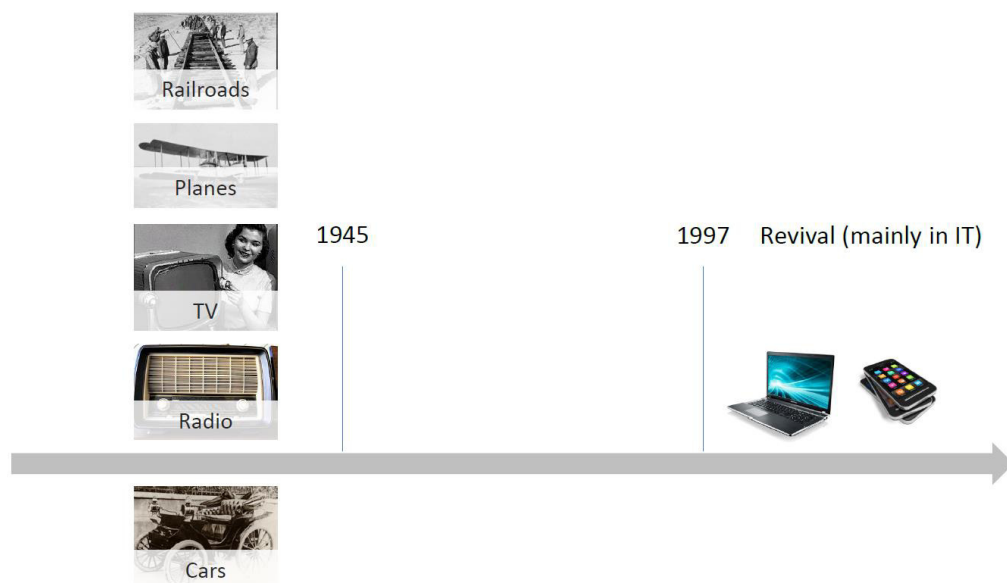 Railroads
Planes
TV
Radio
Cars
1945
1997
Revival (mainly in IT)